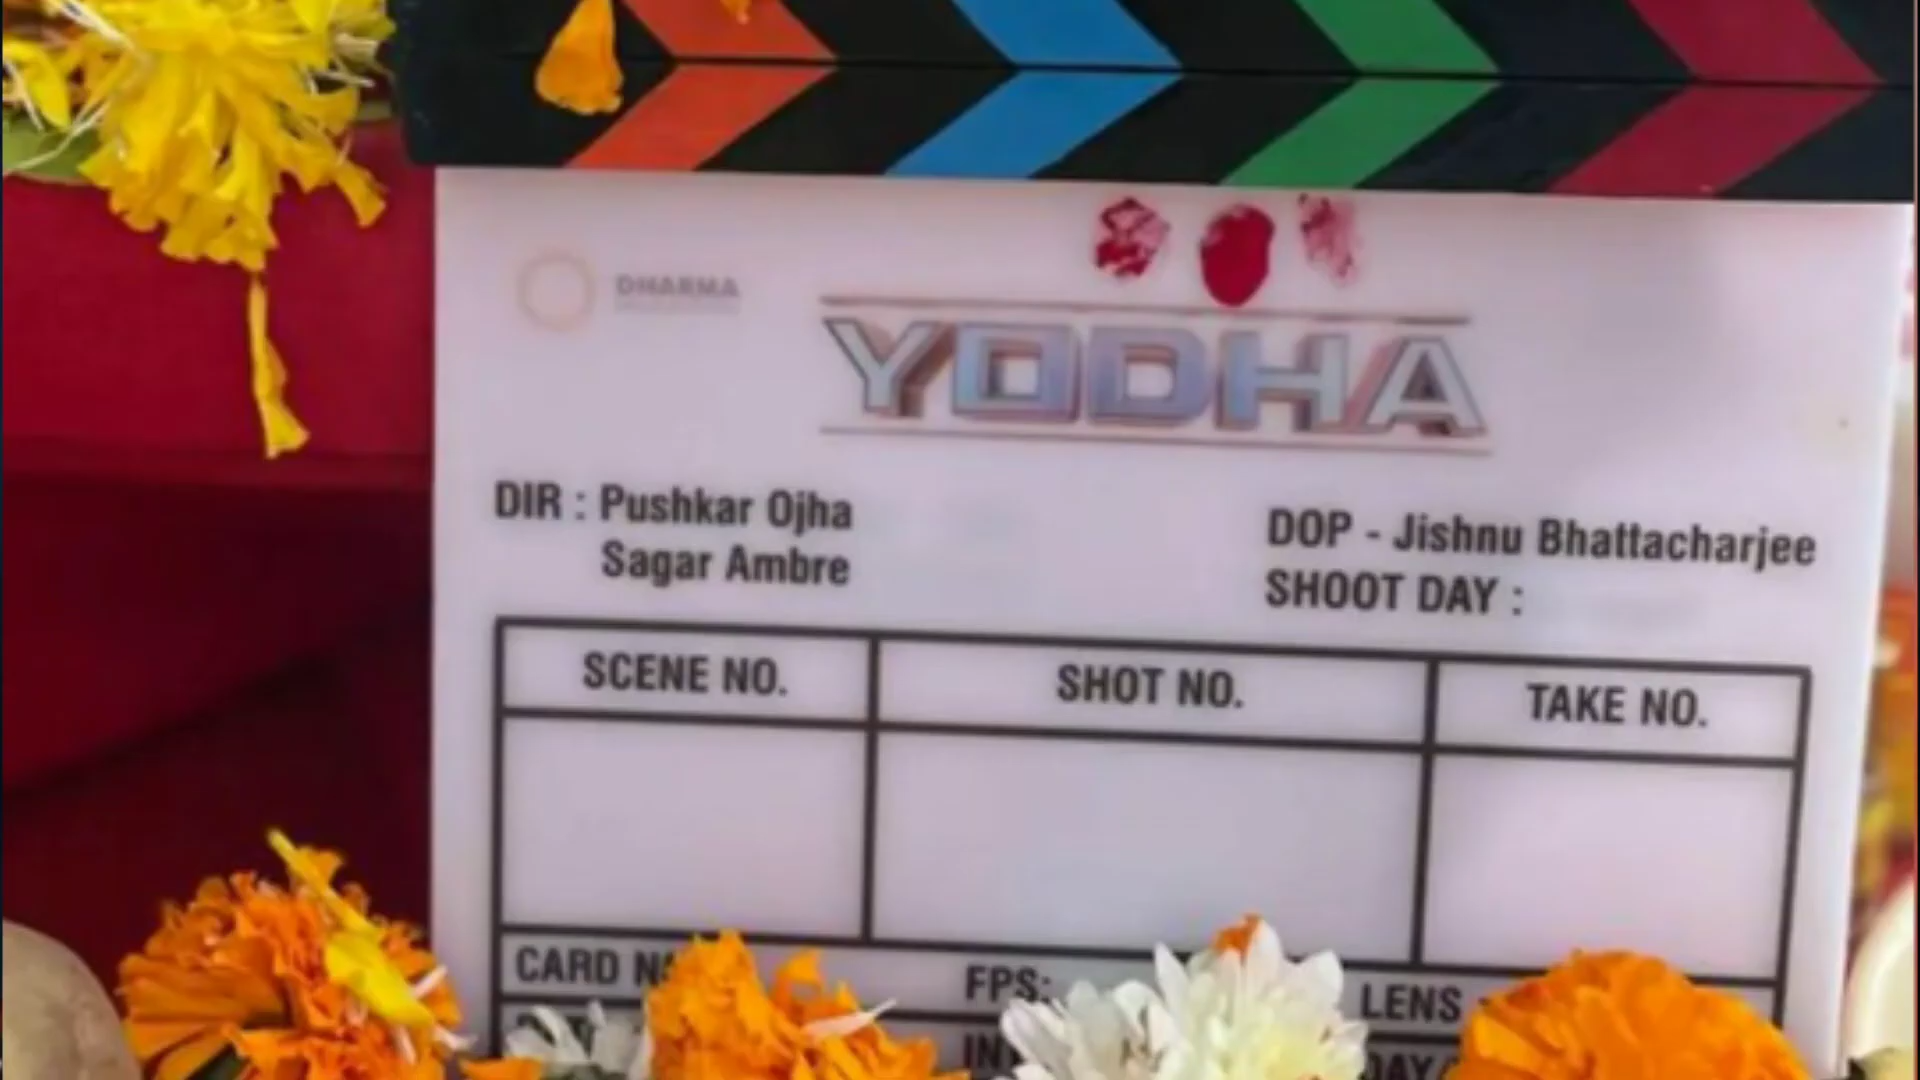 DHARMA
YODHA
DIR : Pushkar Ojha
Sagar Ambre
DOP - Jishnu Bhattacharjee
SHOOT DAY :
SCENE NO. SHOT NO. TAKE NO.
CARD FPS: LENS
DAY